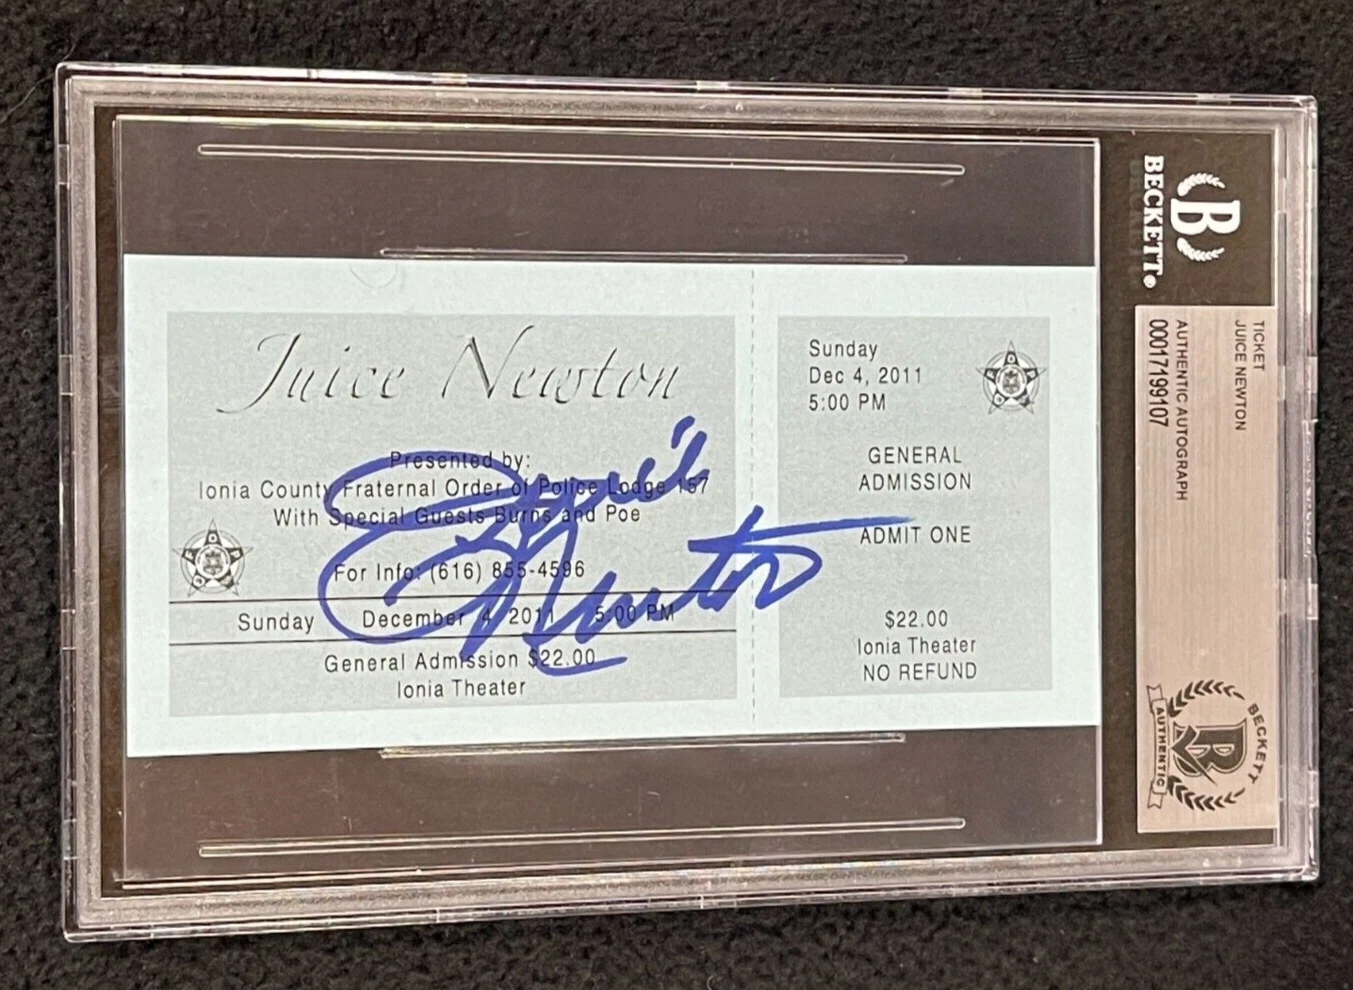 Juice Newton
Presented by:
Ionia County Fraternal Order of Police Lodge 157
With Special Guests Burns and Poe
For Info: (616) 855-4596
Sunday December 4 2011 5:00 PM
General Admission $22.00
Ionia Theater
Juice
Newton
Sunday
Dec 4, 2011
5:00 PM
GENERAL
ADMISSION
ADMIT ONE
$22.00
Ionia Theater
NO REFUND
B
BECKETT®
TICKET
JUICE NEWTON
AUTHENTIC AUTOGRAPH
00017199107
BECKETT
AUTHENTIC